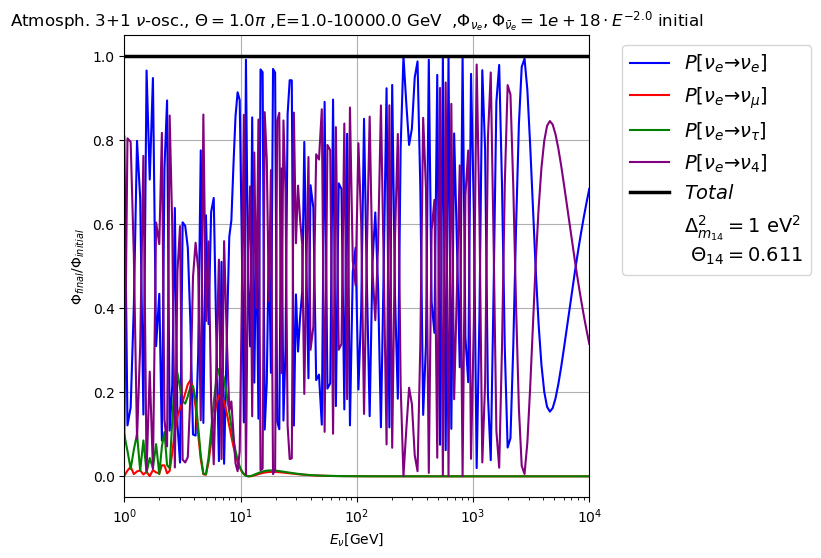 Atmosph. 3+1 ν-osc., Θ = 1.0π ,E=1.0-10000.0 GeV ,Φ_{ν_e}, Φ_{ν̄_e} = 1e + 18 · E^{−2.0} initial
1.0
0.8
0.6
0.4
0.2
0.0
Φ_{final}/Φ_{initial}
10^0
10^1
10^2
10^3
10^4
E_ν[GeV]
P[ν_e→ν_e]
P[ν_e→ν_μ]
P[ν_e→ν_τ]
P[ν_e→ν_4]
Total
Δ^2_{m_{14}} = 1 eV^2
Θ_{14} = 0.611